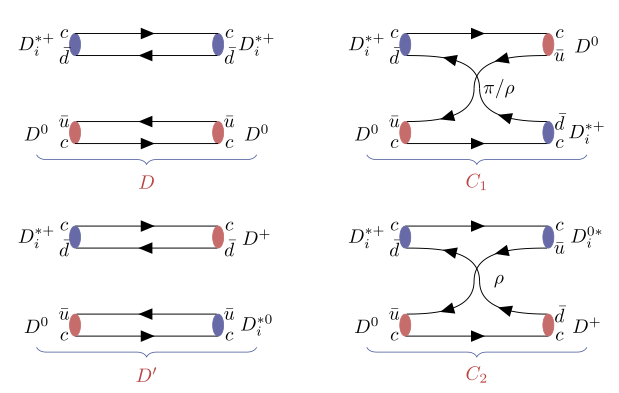 D_i^{*+} c d̄ c d̄ D_i^{*+}
D^0 ū c ū c D^0
D
D_i^{*+} c d̄ c ū D^0
π/ρ
D^0 ū c d̄ c D_i^{*+}
C_1
D_i^{*+} c d̄ c d̄ D^+
D^0 ū c ū c D_i^{*0}
D′
D_i^{*+} c d̄ c ū D_i^{0*}
ρ
D^0 ū c d̄ c D^+
C_2